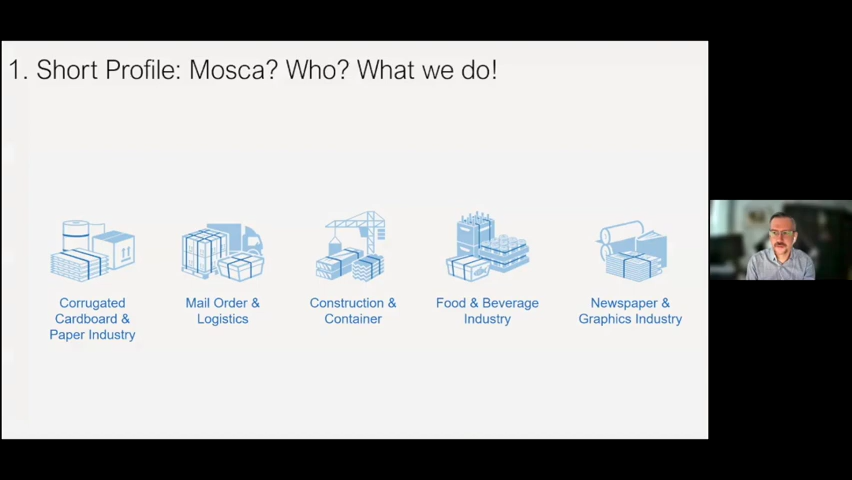 1. Short Profile: Mosca? Who? What we do!
Corrugated
Cardboard &
Paper Industry
Mail Order &
Logistics
Construction &
Container
Food & Beverage
Industry
Newspaper &
Graphics Industry